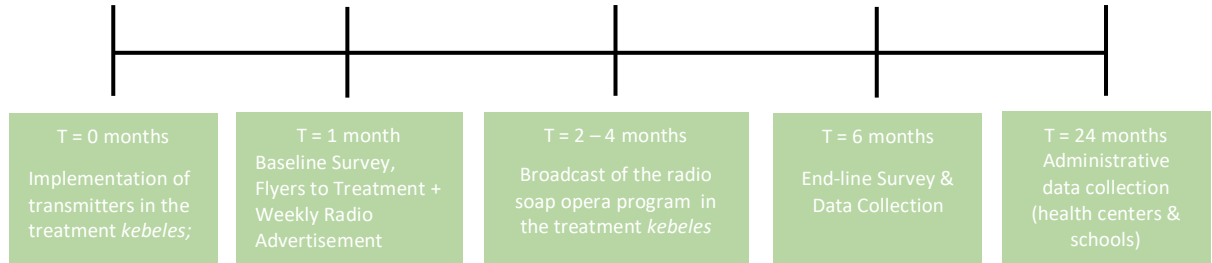 T = 0 months
Implementation of
transmitters in the
treatment kebeles;
T = 1 month
Baseline Survey,
Flyers to Treatment +
Weekly Radio
Advertisement
T = 2 – 4 months
Broadcast of the radio
soap opera program in
the treatment kebeles
T = 6 months
End-line Survey &
Data Collection
T = 24 months
Administrative
data collection
(health centers &
schools)